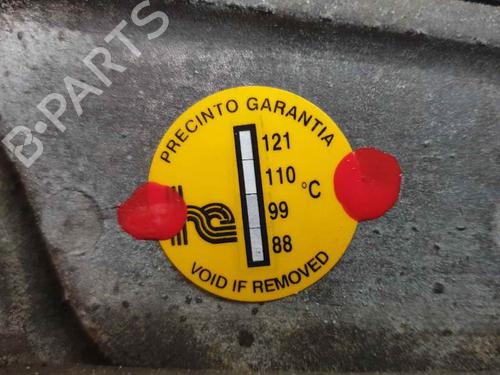 B-PARTS
PRECINTO GARANTIA
121
110
°C
99
88
VOID IF REMOVED